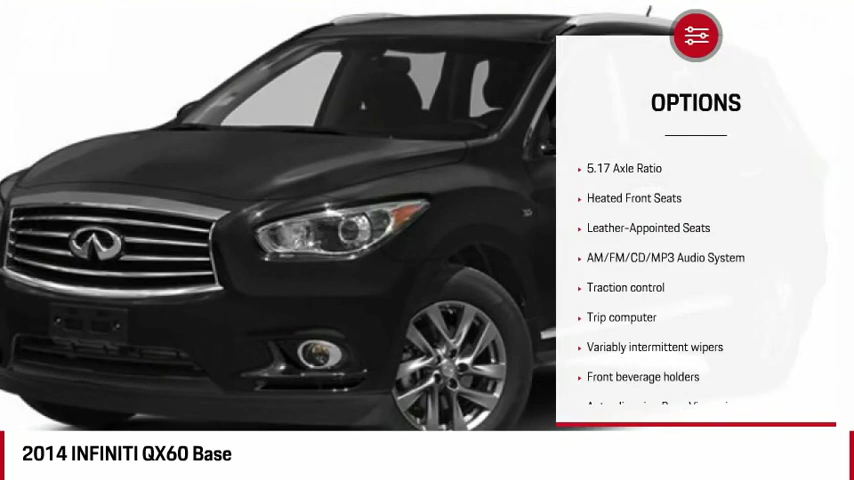 OPTIONS
5.17 Axle Ratio
Heated Front Seats
Leather-Appointed Seats
AM/FM/CD/MP3 Audio System
Traction control
Trip computer
Variably intermittent wipers
Front beverage holders
2014 INFINITI QX60 Base